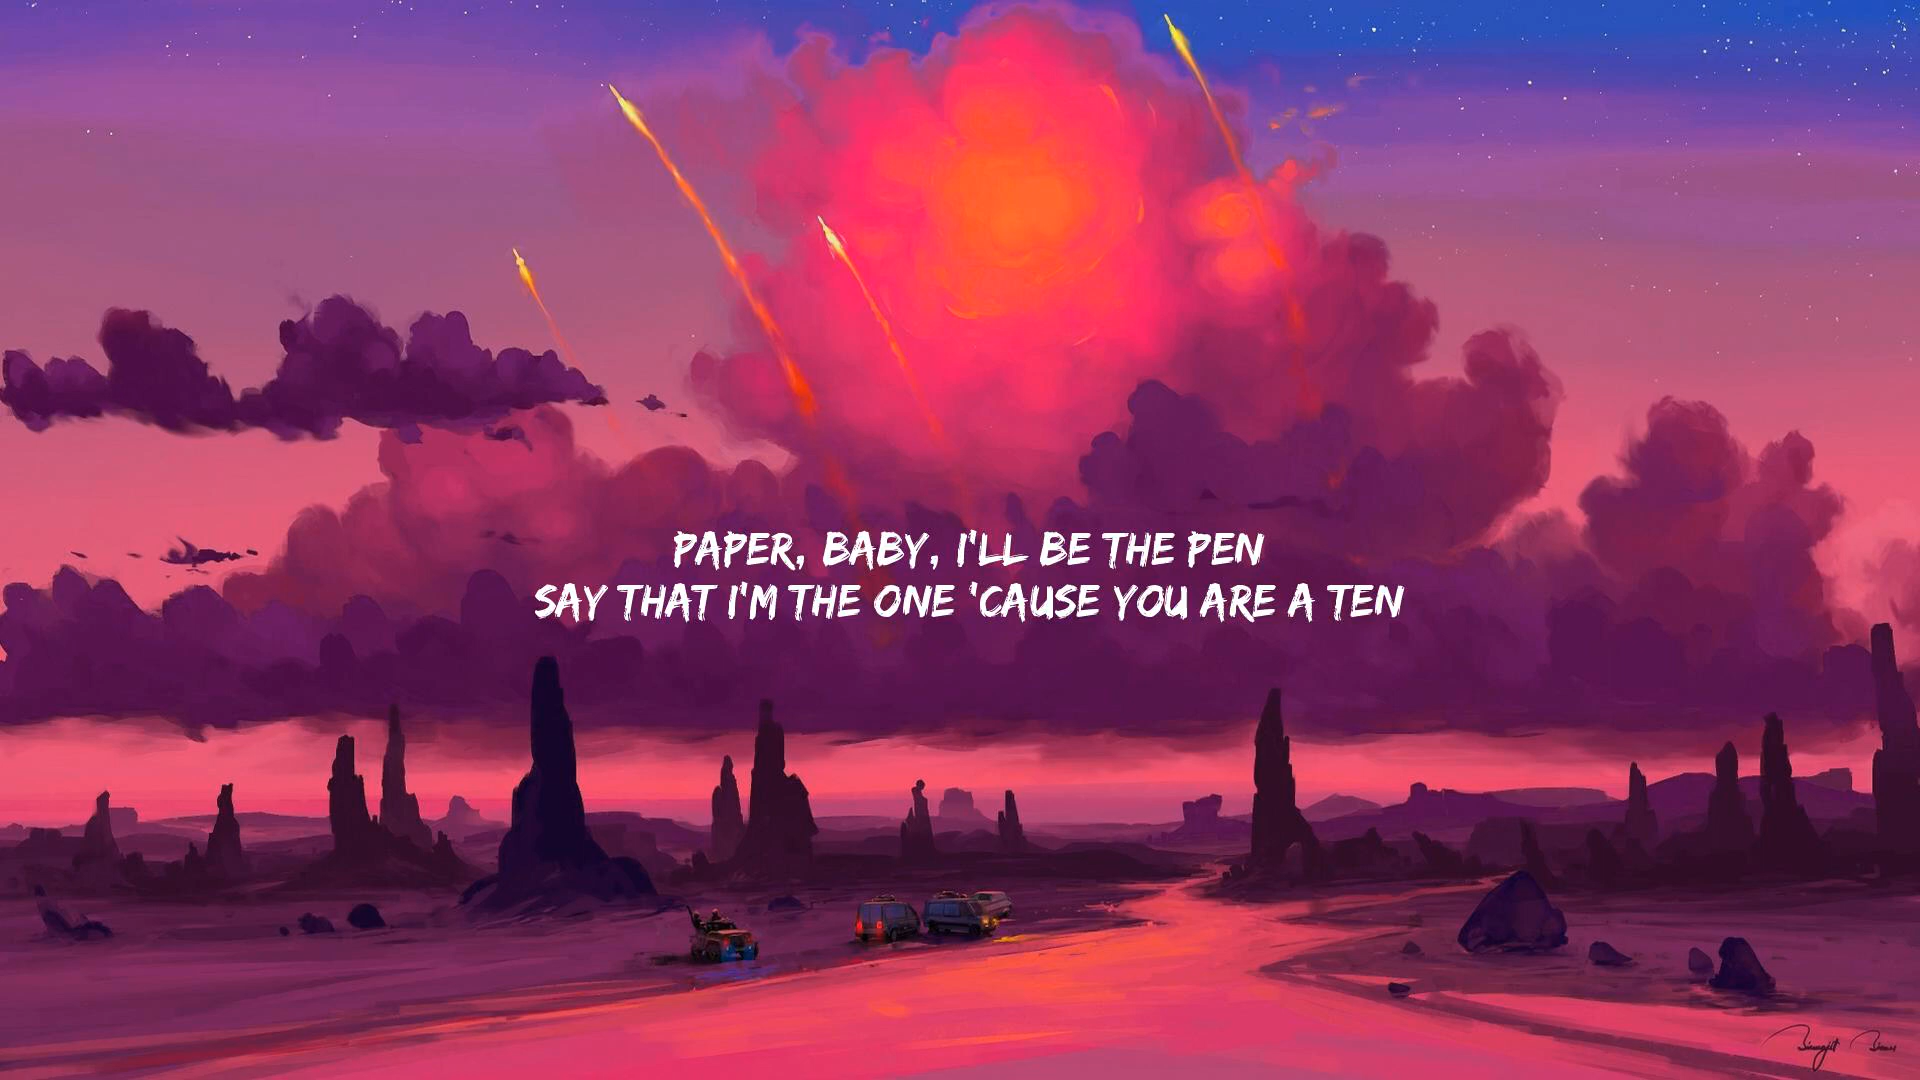 PAPER, BABY, I'LL BE THE PEN
SAY THAT I'M THE ONE 'CAUSE YOU ARE A TEN